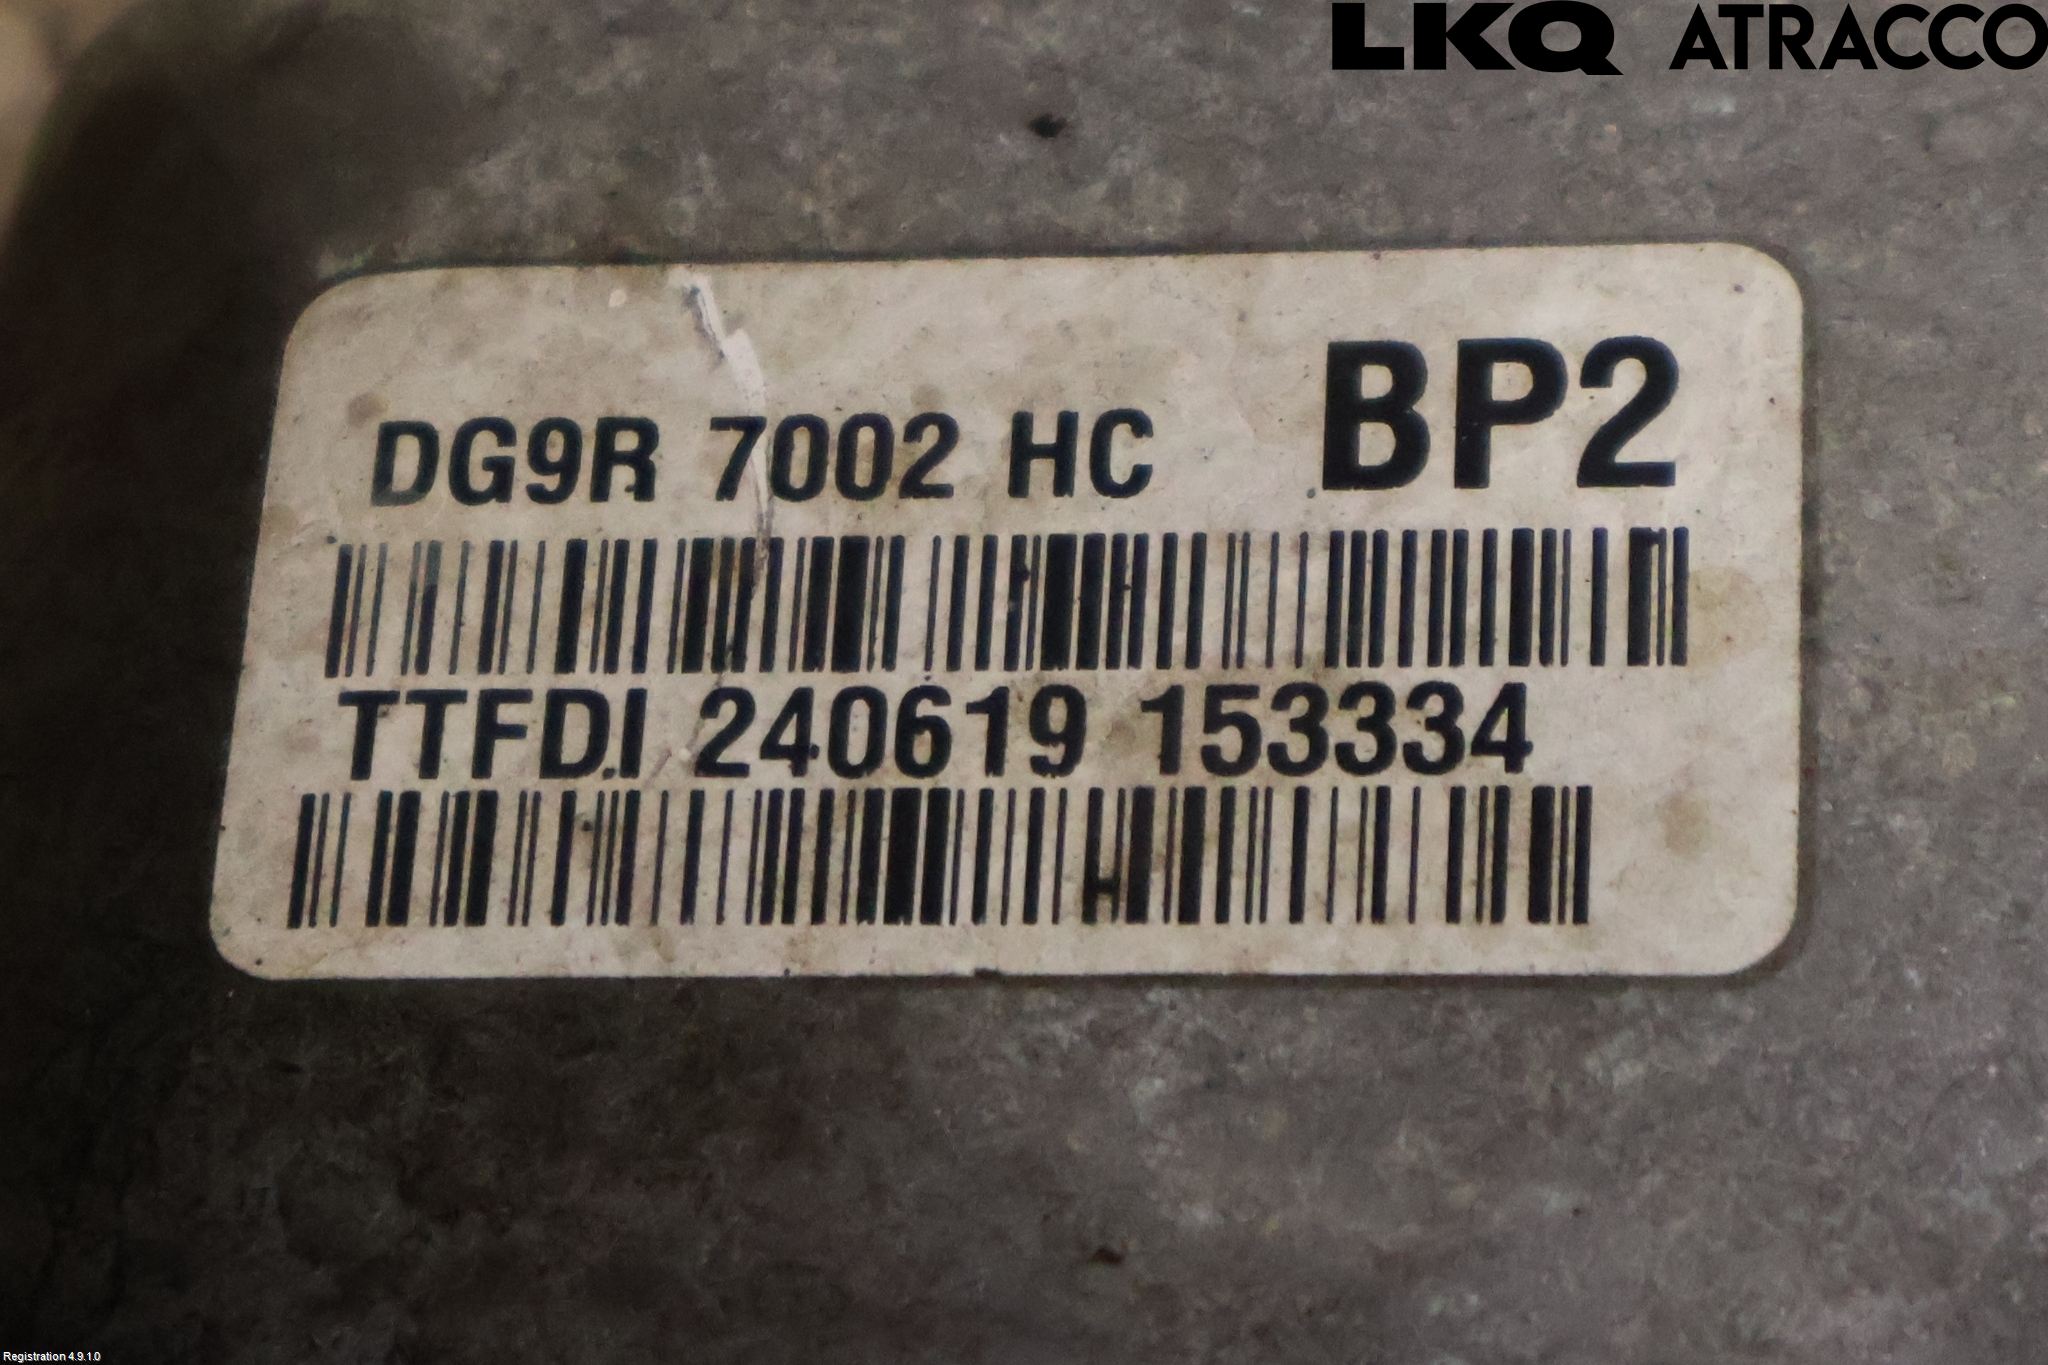 LKQ ATRACCO
DG9R 7002 HC BP2
TTFDI 240619 153334
Registration 4.9.1.0